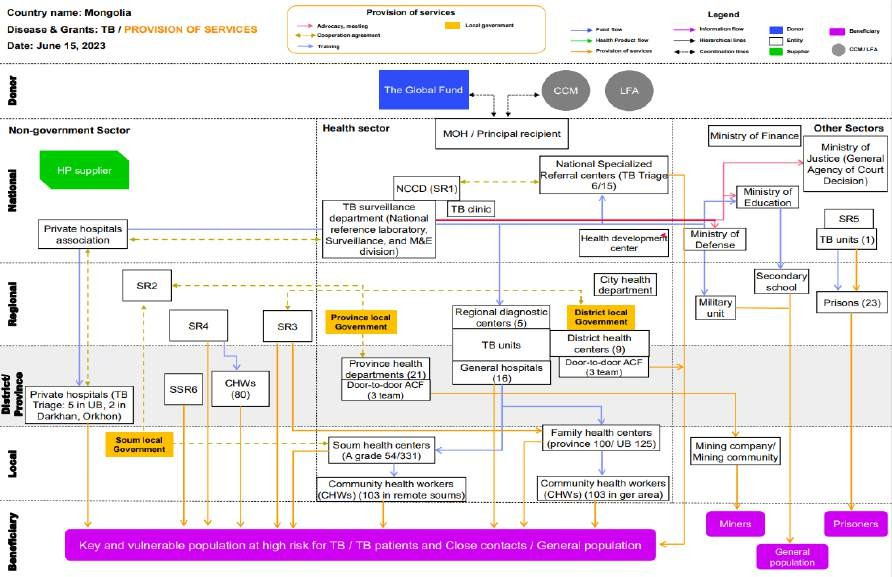 Country name: Mongolia
Disease & Grants: TB / PROVISION OF SERVICES
Date: June 15, 2023
Provision of services
Advocacy, meeting
Cooperation agreement
Training
Local government
Legend
Fund flow
Health Product flow
Provision of services
Information flow
Hierarchical lines
Coordination lines
Donor
Entity
Supplier
Beneficiary
CCM/ LFA
Donor
The Global Fund
CCM
LFA
Non-government Sector
Health sector
Other Sectors
MOH / Principal recipient
Ministry of Finance
Ministry of
Justice (General
Agency of Court
Decision)
National
HP supplier
NCCD (SR1)
National Specialized
Referral centers (TB Triage
6/15)
TB surveillance
department (National
reference laboratory,
Surveillance, and M&E
division)
TB clinic
Ministry of
Education
Private hospitals
association
Health development
center
Ministry of
Defense
SR5
TB units (1)
Regional
SR2
City health
department
Secondary
school
Military
unit
Prisons (23)
SR4
SR3
Province local
Government
Regional diagnostic
centers (5)
TB units
General hospitals
(16)
District local
Government
District health
centers (9)
Door-to-door ACF
(3 team)
District/
Province
Private hospitals (TB
Triage: 5 in UB, 2 in
Darkhan, Orkhon)
SSR6
CHWs
(80)
Province health
departments (21)
Door-to-door ACF
(3 team)
Local
Soum local
Government
Soum health centers
(A grade 54/331)
Family health centers
(province 100/ UB 125)
Mining company/
Mining community
Community health workers
(CHWs) (103 in remote soums)
Community health workers
(CHWs) (103 in ger area)
Beneficiary
Key and vulnerable population at high risk for TB / TB patients and Close contacts / General population
Miners
General
population
Prisoners